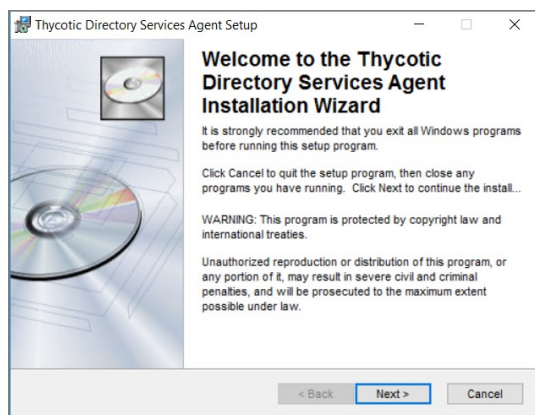 Thycotic Directory Services Agent Setup
Welcome to the Thycotic
Directory Services Agent
Installation Wizard
It is strongly recommended that you exit all Windows programs
before running this setup program.
Click Cancel to quit the setup program, then close any
programs you have running. Click Next to continue the install...
WARNING: This program is protected by copyright law and
international treaties.
Unauthorized reproduction or distribution of this program, or
any portion of it, may result in severe civil and criminal
penalties, and will be prosecuted to the maximum extent
possible under law.
< Back Next > Cancel